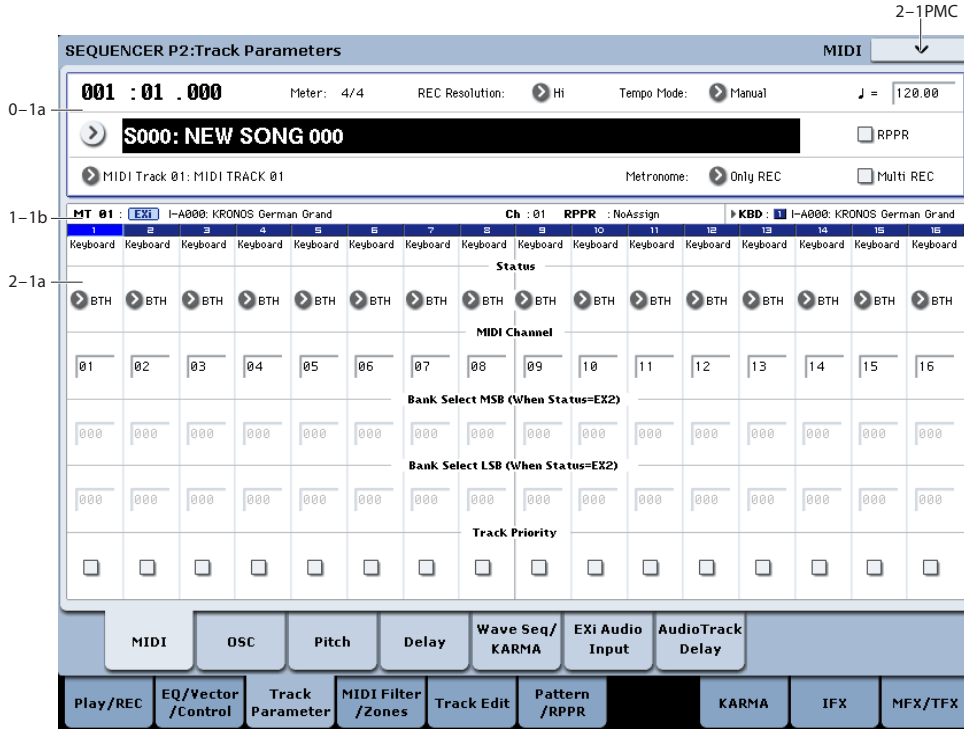 2–1PMC
SEQUENCER P2:Track Parameters MIDI
0–1a
001 :01 .000 Meter: 4/4 REC Resolution: Hi Tempo Mode: Manual ♩ = 120.00
S000: NEW SONG 000 RPPR
MIDI Track 01: MIDI TRACK 01 Metronome: Only REC Multi REC
1–1b
MT 01 : EXi I-A000: KRONOS German Grand Ch :01 RPPR :NoAssign KBD : 1 I-A000: KRONOS German Grand
1 2 3 4 5 6 7 8 9 10 11 12 13 14 15 16
Keyboard Keyboard Keyboard Keyboard Keyboard Keyboard Keyboard Keyboard Keyboard Keyboard Keyboard Keyboard Keyboard Keyboard Keyboard Keyboard
Status
2–1a
BTH BTH BTH BTH BTH BTH BTH BTH BTH BTH BTH BTH BTH BTH BTH BTH
MIDI Channel
01 02 03 04 05 06 07 08 09 10 11 12 13 14 15 16
Bank Select MSB (When Status=EX2)
000 000 000 000 000 000 000 000 000 000 000 000 000 000 000 000
Bank Select LSB (When Status=EX2)
000 000 000 000 000 000 000 000 000 000 000 000 000 000 000 000
Track Priority
MIDI OSC Pitch Delay Wave Seq/ KARMA EXi Audio Input AudioTrack Delay
Play/REC EQ/Vector /Control Track Parameter MIDI Filter /Zones Track Edit Pattern /RPPR KARMA IFX MFX/TFX